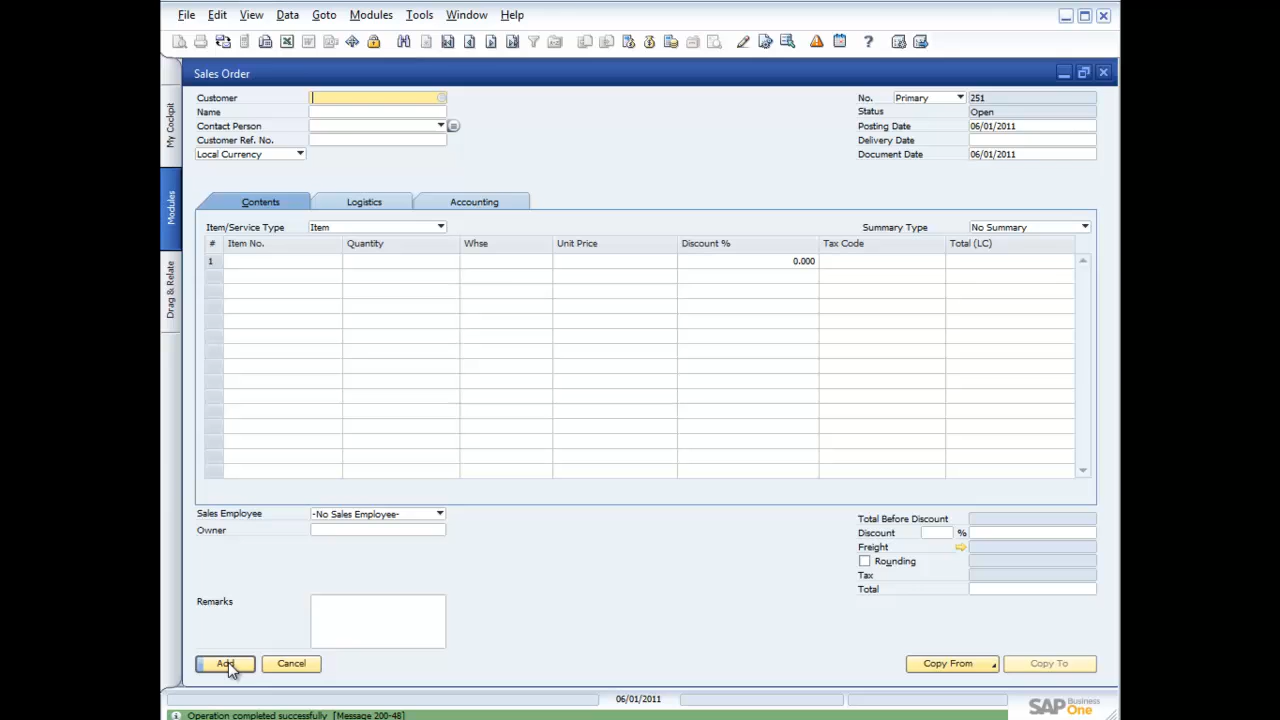 File Edit View Data Goto Modules Tools Window Help
Sales Order
My Cockpit
Modules
Drag & Relate
Customer
Name
Contact Person
Customer Ref. No.
Local Currency
No. Primary 251
Status Open
Posting Date 06/01/2011
Delivery Date
Document Date 06/01/2011
Contents Logistics Accounting
Item/Service Type Item Summary Type No Summary
# Item No. Quantity Whse Unit Price Discount % Tax Code Total (LC)
1 0.000
Sales Employee -No Sales Employee-
Owner
Remarks
Total Before Discount
Discount %
Freight
Rounding
Tax
Total
Add Cancel Copy From Copy To
06/01/2011
Operation completed successfully [Message 200-48]
SAP Business One